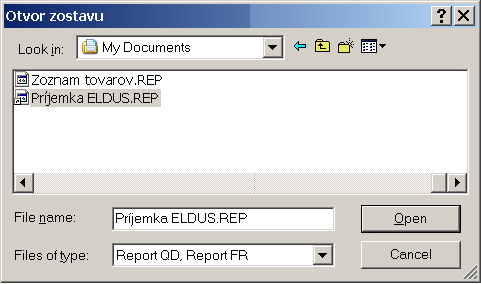 Otvor zostavu
Look in: My Documents
Zoznam tovarov.REP
Príjemka ELDUS.REP
File name: Príjemka ELDUS.REP Open
Files of type: Report QD, Report FR Cancel